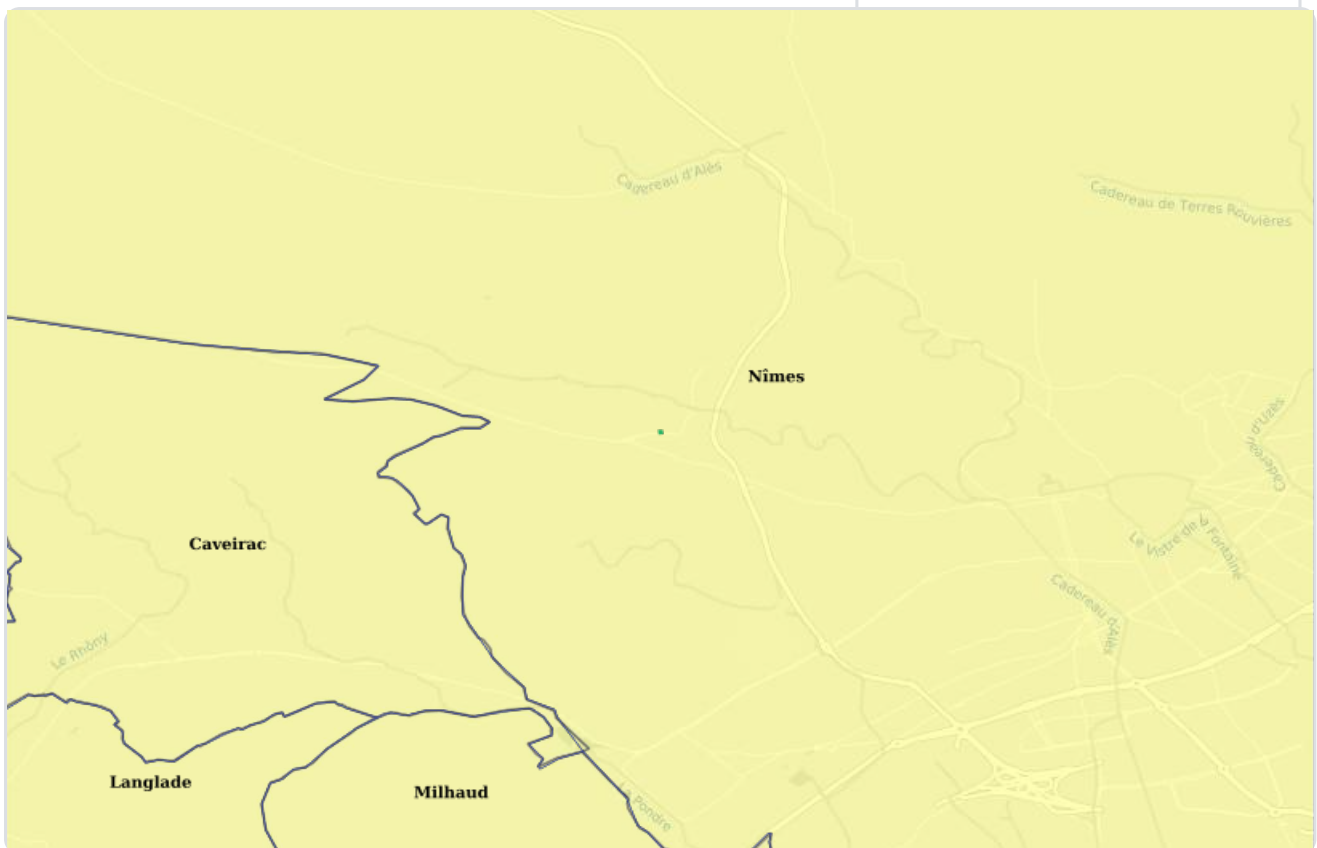 Cadereau d'Alès
Cadereau de Terres Rouvières
Nîmes
Cadereau d'Uzès
Caveirac
Le Vistre de la Fontaine
Cadereau d'Alès
Le Rhôny
Langlade
Milhaud
Le Pondre